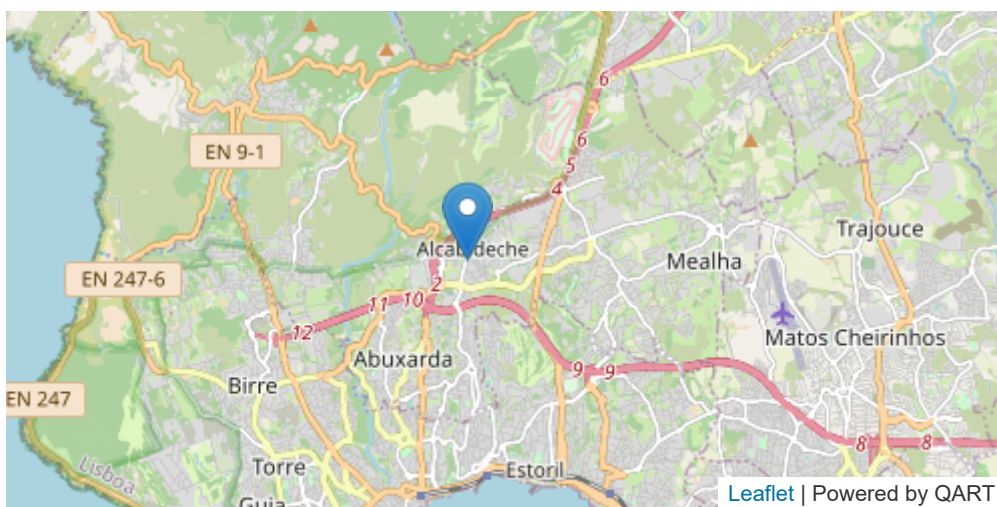 6
EN 9-1
6
5
4
Alcabideche
Trajouce
Mealha
EN 247-6
2
11
10
12
Matos Cheirinhos
Abuxarda
9
9
Birre
EN 247
8
8
Lisboa
Torre
Estoril
Guia
Leaflet | Powered by QART